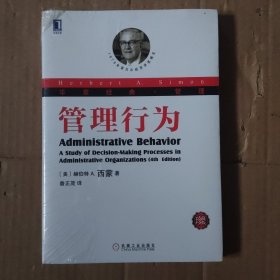 Herbert A. Simon
华章经典·管理
管理行为
Administrative Behavior
A Study of Decision-Making Processes in
Administrative Organizations (4th Edition)
[美] 赫伯特 A. 西蒙 著
詹正茂 译
机械工业出版社